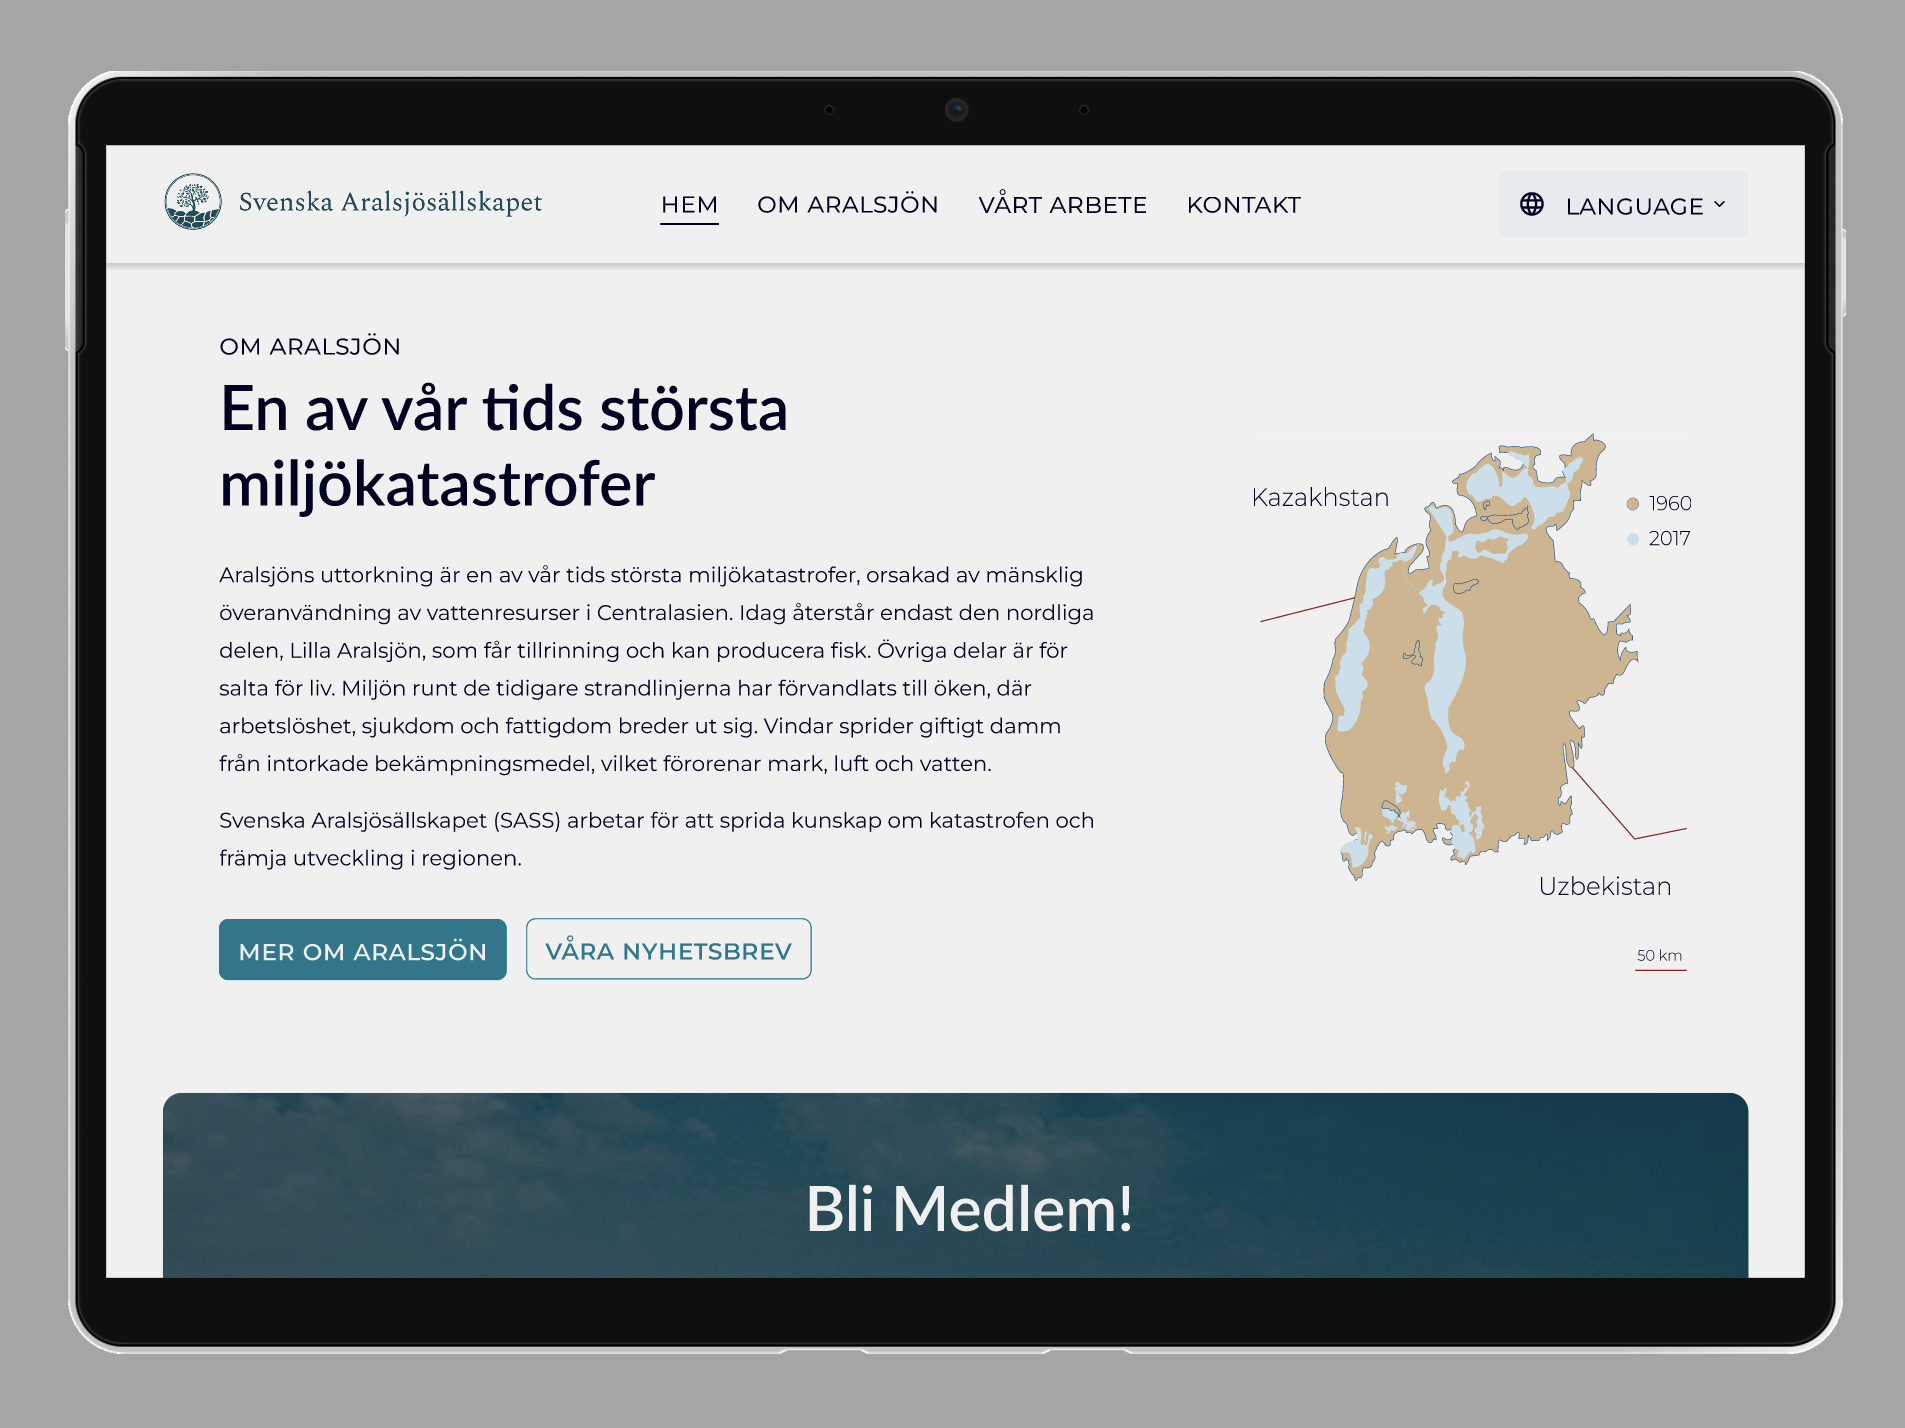 Svenska Aralsjösällskapet
HEM OM ARALSJÖN VÅRT ARBETE KONTAKT
LANGUAGE
OM ARALSJÖN
En av vår tids största
miljökatastrofer
Aralsjöns uttorkning är en av vår tids största miljökatastrofer, orsakad av mänsklig
överanvändning av vattenresurser i Centralasien. Idag återstår endast den nordliga
delen, Lilla Aralsjön, som får tillrinning och kan producera fisk. Övriga delar är för
salta för liv. Miljön runt de tidigare strandlinjerna har förvandlats till öken, där
arbetslöshet, sjukdom och fattigdom breder ut sig. Vindar sprider giftigt damm
från intorkade bekämpningsmedel, vilket förorenar mark, luft och vatten.
Svenska Aralsjösällskapet (SASS) arbetar för att sprida kunskap om katastrofen och
främja utveckling i regionen.
MER OM ARALSJÖN
VÅRA NYHETSBREV
Kazakhstan
1960
2017
Uzbekistan
50 km
Bli Medlem!